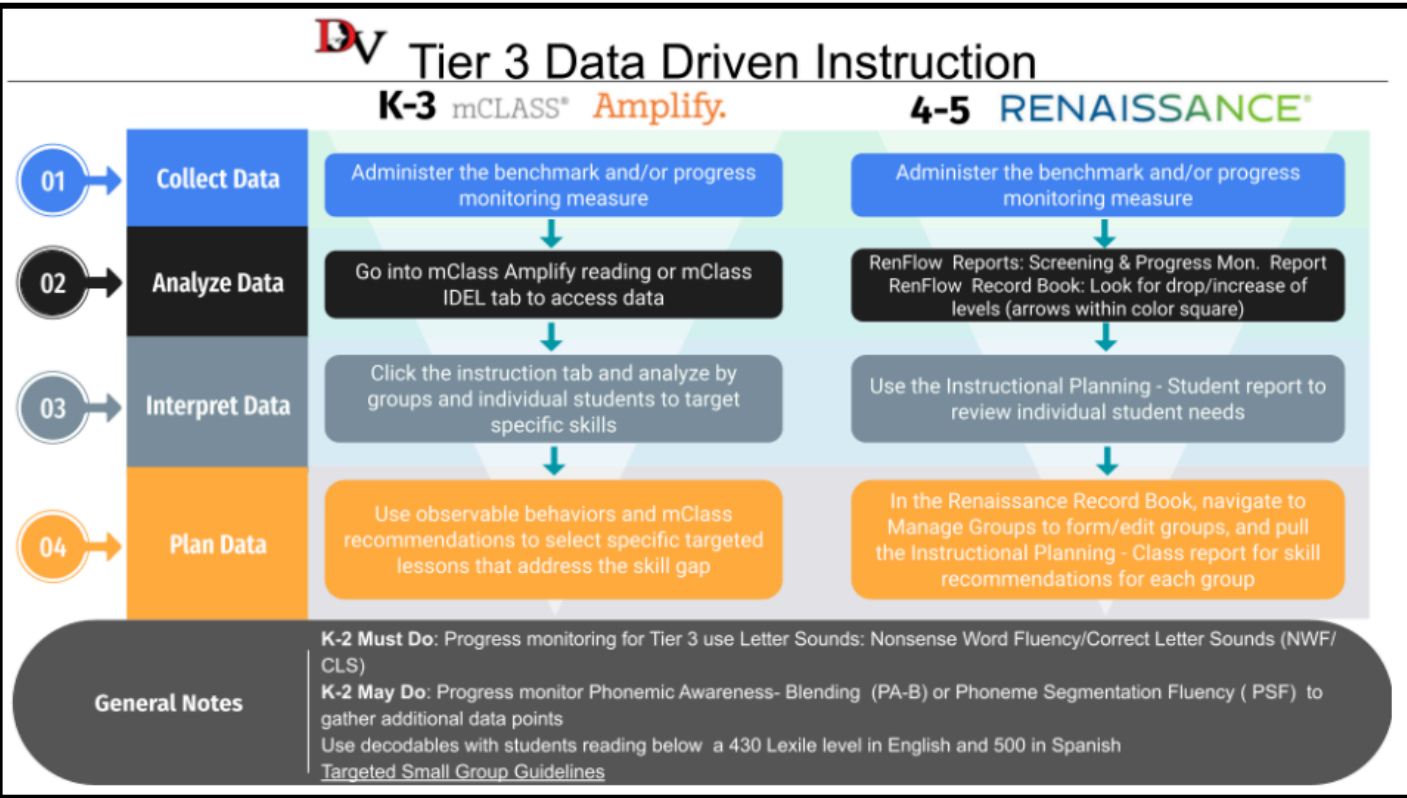 DV Tier 3 Data Driven Instruction
K-3 mCLASS® Amplify.
4-5 RENAISSANCE®
01
Collect Data
Administer the benchmark and/or progress
monitoring measure
Administer the benchmark and/or progress
monitoring measure
02
Analyze Data
Go into mClass Amplify reading or mClass
IDEL tab to access data
RenFlow Reports: Screening & Progress Mon. Report
RenFlow Record Book: Look for drop/increase of
levels (arrows within color square)
03
Interpret Data
Click the instruction tab and analyze by
groups and individual students to target
specific skills
Use the Instructional Planning - Student report to
review individual student needs
04
Plan Data
Use observable behaviors and mClass
recommendations to select specific targeted
lessons that address the skill gap
In the Renaissance Record Book, navigate to
Manage Groups to form/edit groups, and pull
the Instructional Planning - Class report for skill
recommendations for each group
General Notes
K-2 Must Do: Progress monitoring for Tier 3 use Letter Sounds: Nonsense Word Fluency/Correct Letter Sounds (NWF/
CLS)
K-2 May Do: Progress monitor Phonemic Awareness- Blending (PA-B) or Phoneme Segmentation Fluency ( PSF) to
gather additional data points
Use decodables with students reading below a 430 Lexile level in English and 500 in Spanish
Targeted Small Group Guidelines